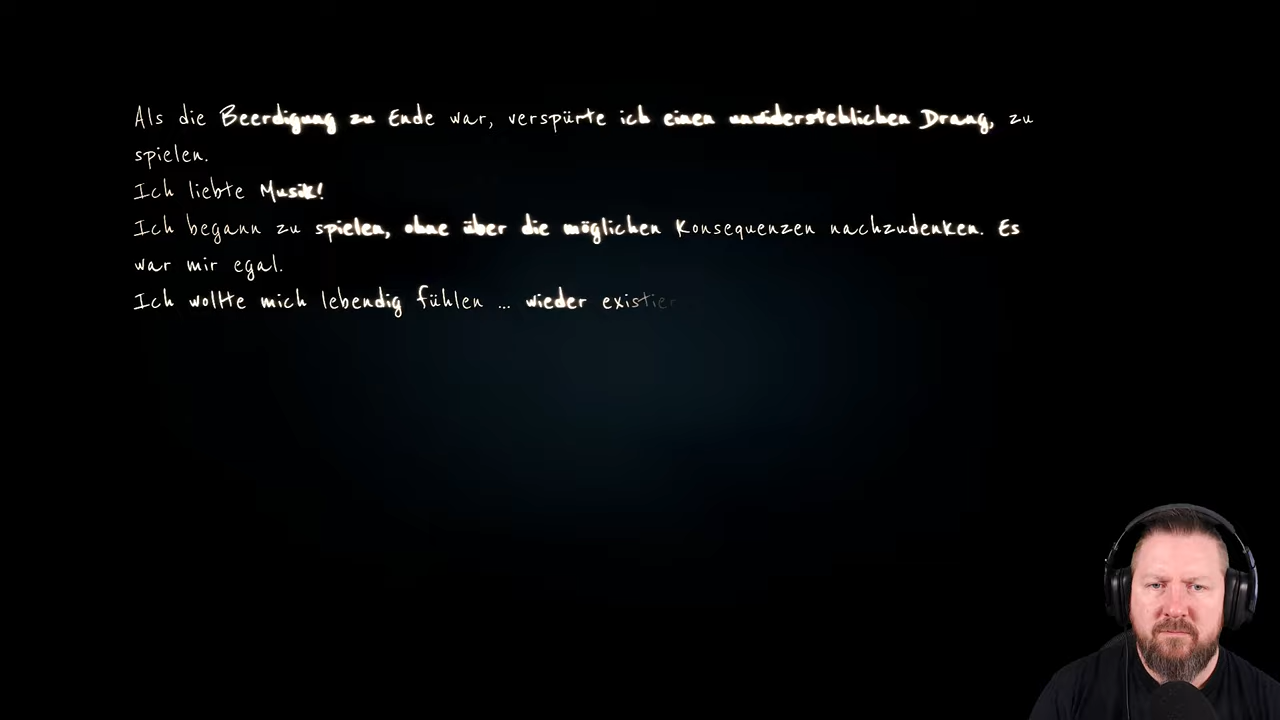 Als die Beerdigung zu Ende war, verspürte ich einen unwiderstehlichen Drang, zu
spielen.
Ich liebte Musik!
Ich begann zu spielen, ohne über die möglichen Konsequenzen nachzudenken. Es
war mir egal.
Ich wollte mich lebendig fühlen ... wieder existier